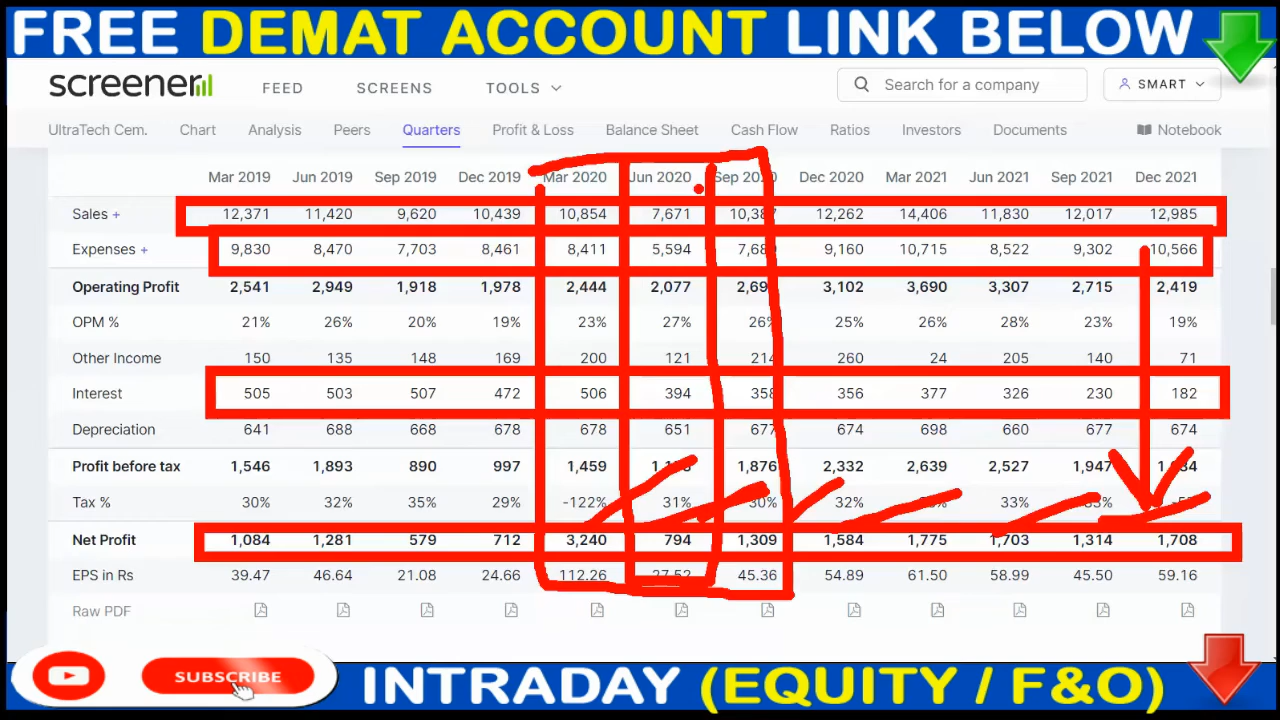 FREE DEMAT ACCOUNT LINK BELOW
screener FEED SCREENS TOOLS Search for a company SMART
UltraTech Cem. Chart Analysis Peers Quarters Profit & Loss Balance Sheet Cash Flow Ratios Investors Documents Notebook
Mar 2019 Jun 2019 Sep 2019 Dec 2019 Mar 2020 Jun 2020 Sep 2020 Dec 2020 Mar 2021 Jun 2021 Sep 2021 Dec 2021
Sales + 12,371 11,420 9,620 10,439 10,854 7,671 10,387 12,262 14,406 11,830 12,017 12,985
Expenses + 9,830 8,470 7,703 8,461 8,411 5,594 9,160 10,715 8,522 9,302 10,566
Operating Profit 2,541 2,949 1,918 1,978 2,444 2,077 3,102 3,690 3,307 2,715 2,419
OPM % 21% 26% 20% 19% 23% 27% 26% 25% 26% 28% 23% 19%
Other Income 150 135 148 169 200 121 214 260 24 205 140 71
Interest 505 503 507 472 506 394 358 356 377 326 230 182
Depreciation 641 688 668 678 678 651 677 674 698 660 677 674
Profit before tax 1,546 1,893 890 997 1,459 1,876 2,332 2,639 2,527 1,947
Tax % 30% 32% 35% 29% -122% 31% 30% 32% 33%
Net Profit 1,084 1,281 579 712 3,240 794 1,309 1,584 1,775 1,703 1,314 1,708
EPS in Rs 39.47 46.64 21.08 24.66 112.26 27.52 45.36 54.89 61.50 58.99 45.50 59.16
Raw PDF
SUBSCRIBE
INTRADAY (EQUITY / F&O)